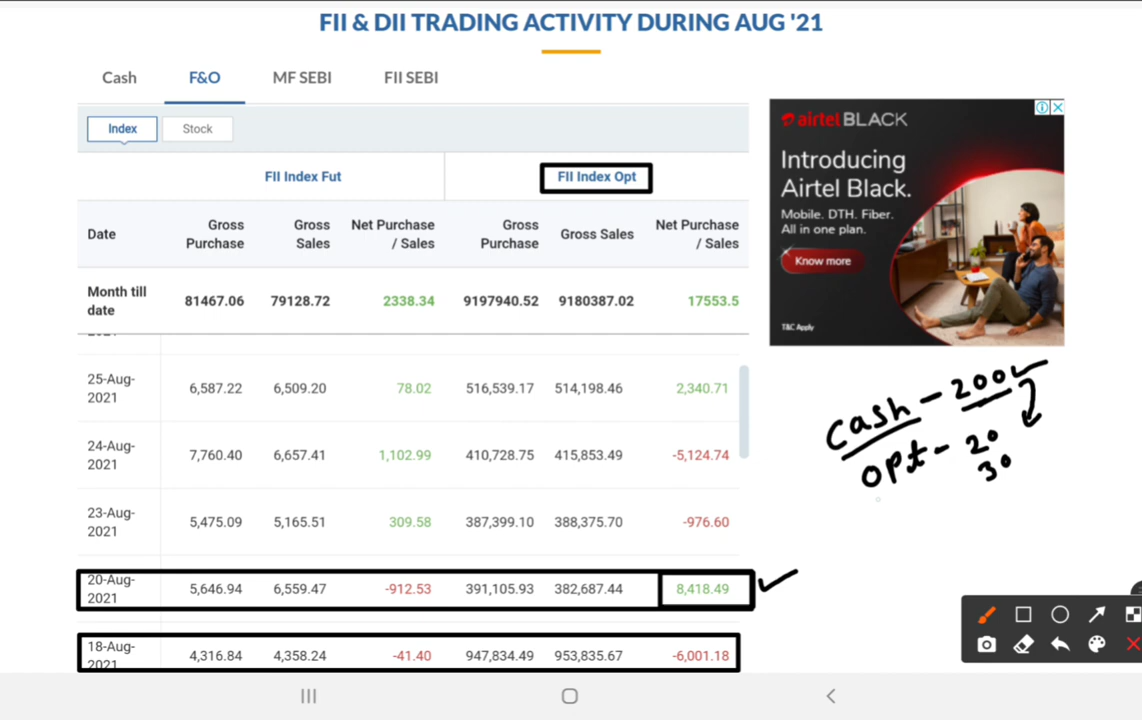 FII & DII TRADING ACTIVITY DURING AUG '21
Cash F&O MF SEBI FII SEBI
Index Stock
FII Index Fut FII Index Opt
Date Gross Purchase Gross Sales Net Purchase / Sales Gross Purchase Gross Sales Net Purchase / Sales
Month till date 81467.06 79128.72 2338.34 9197940.52 9180387.02 17553.5
25-Aug-2021 6,587.22 6,509.20 78.02 516,539.17 514,198.46 2,340.71
24-Aug-2021 7,760.40 6,657.41 1,102.99 410,728.75 415,853.49 -5,124.74
23-Aug-2021 5,475.09 5,165.51 309.58 387,399.10 388,375.70 -976.60
20-Aug-2021 5,646.94 6,559.47 -912.53 391,105.93 382,687.44 8,418.49
18-Aug-2021 4,316.84 4,358.24 -41.40 947,834.49 953,835.67 -6,001.18
airtel BLACK
Introducing
Airtel Black.
Mobile. DTH. Fiber.
All in one plan.
Know more
T&C Apply
Cash - 200
opt - 20
30